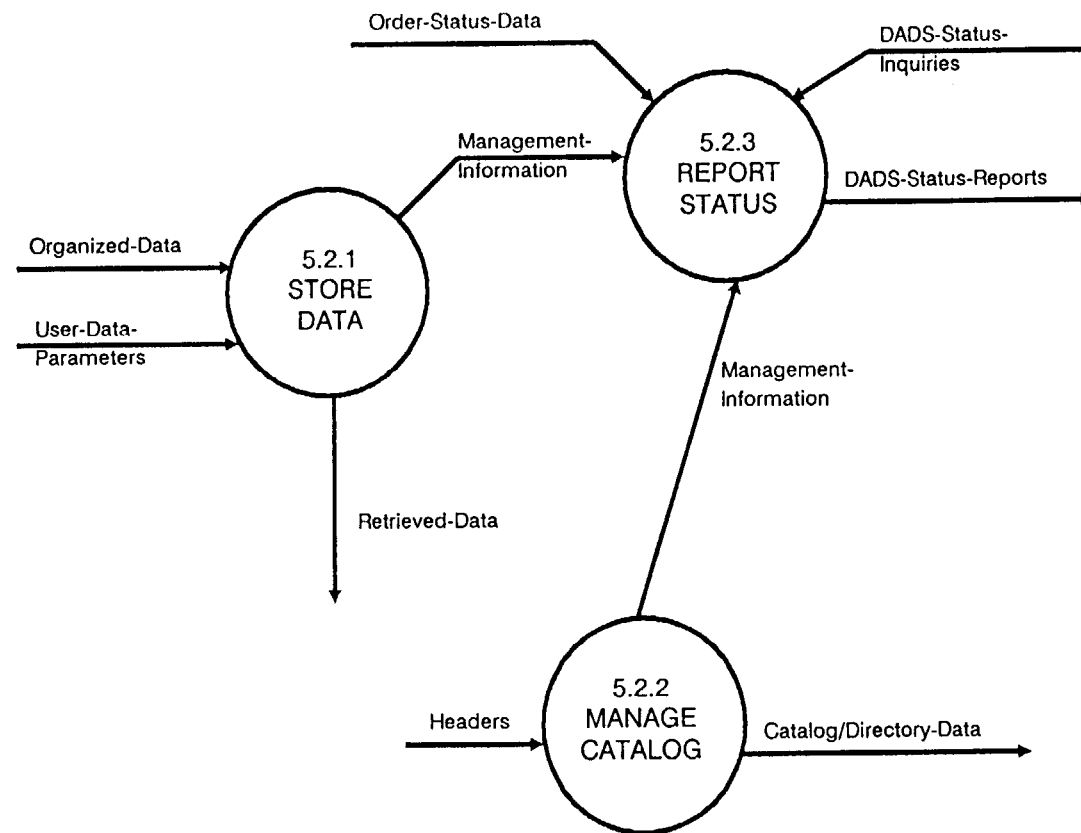 Order-Status-Data
DADS-Status-
Inquiries
Management-
Information
5.2.3
REPORT
STATUS
DADS-Status-Reports
Organized-Data
5.2.1
STORE
DATA
User-Data-
Parameters
Management-
Information
Retrieved-Data
5.2.2
MANAGE
CATALOG
Headers
Catalog/Directory-Data